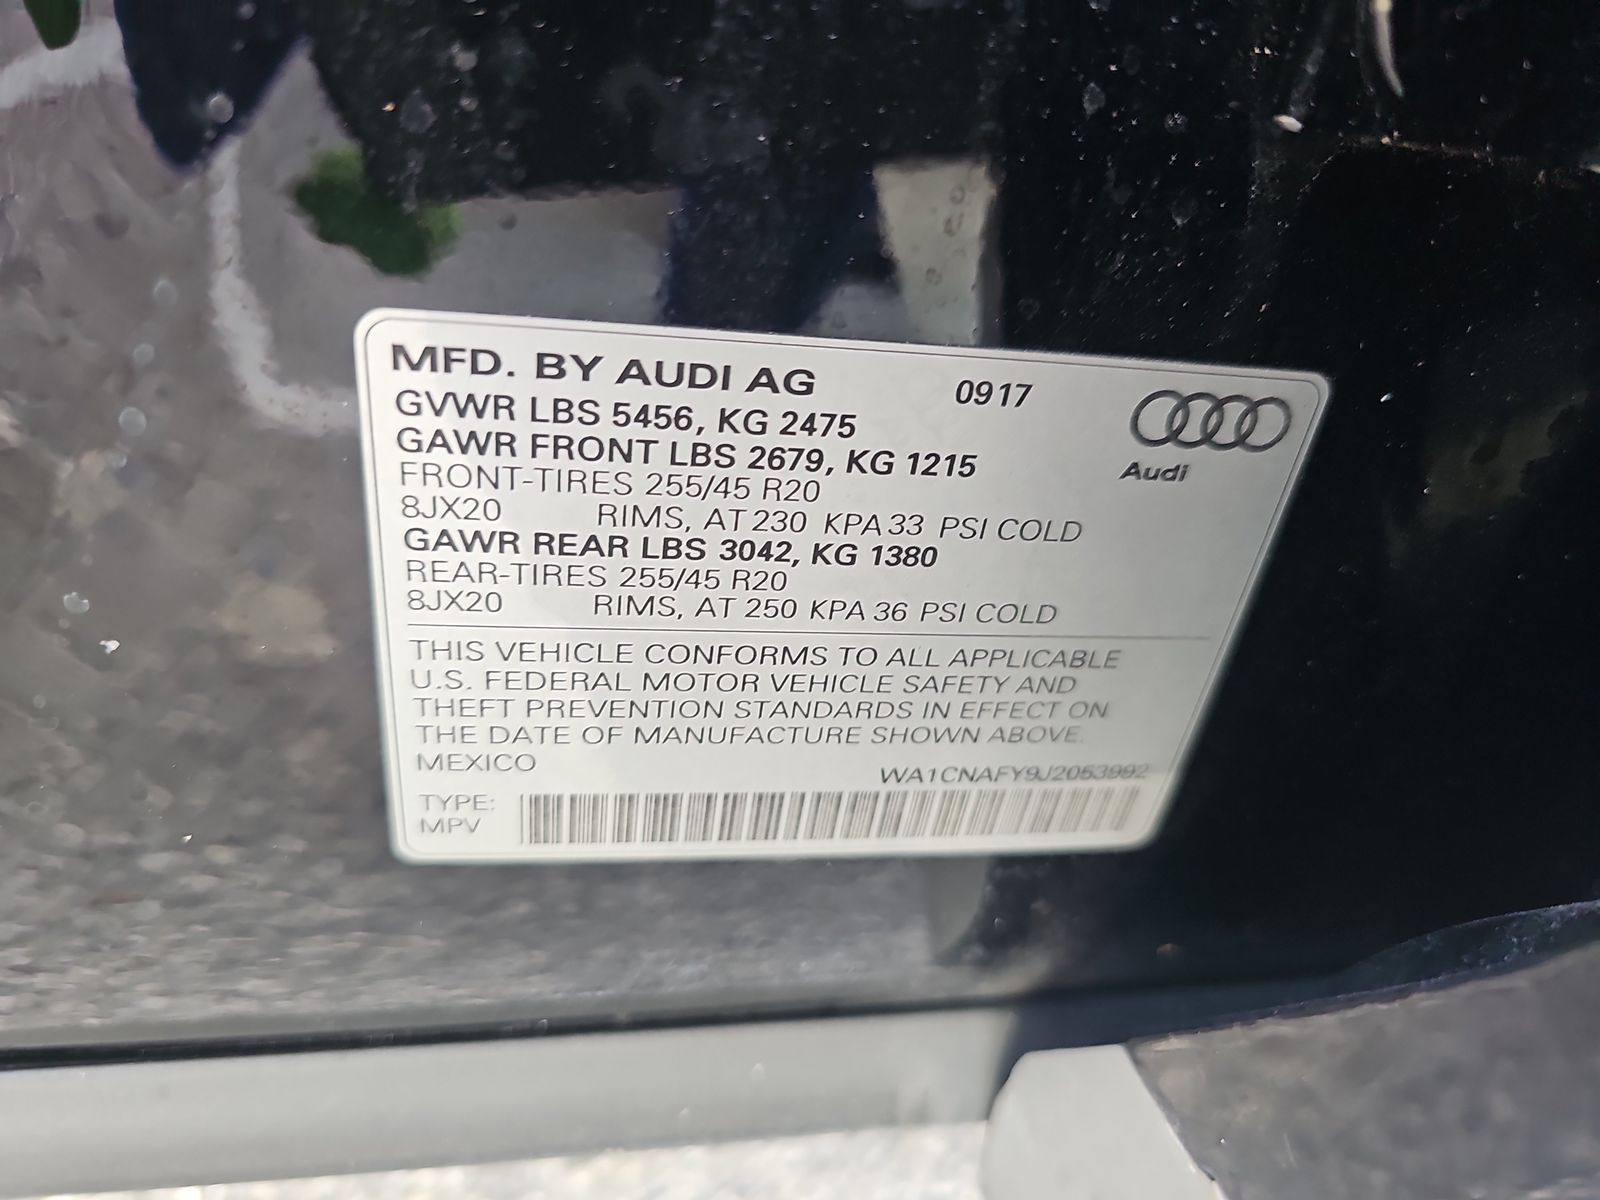 MFD. BY AUDI AG 0917
GVWR LBS 5456, KG 2475
GAWR FRONT LBS 2679, KG 1215
Audi
FRONT-TIRES 255/45 R20
8JX20 RIMS, AT 230 KPA 33 PSI COLD
GAWR REAR LBS 3042, KG 1380
REAR-TIRES 255/45 R20
8JX20 RIMS, AT 250 KPA 36 PSI COLD
THIS VEHICLE CONFORMS TO ALL APPLICABLE
U.S. FEDERAL MOTOR VEHICLE SAFETY AND
THEFT PREVENTION STANDARDS IN EFFECT ON
THE DATE OF MANUFACTURE SHOWN ABOVE.
MEXICO WA1CNAFY9J2053992
TYPE:
MPV